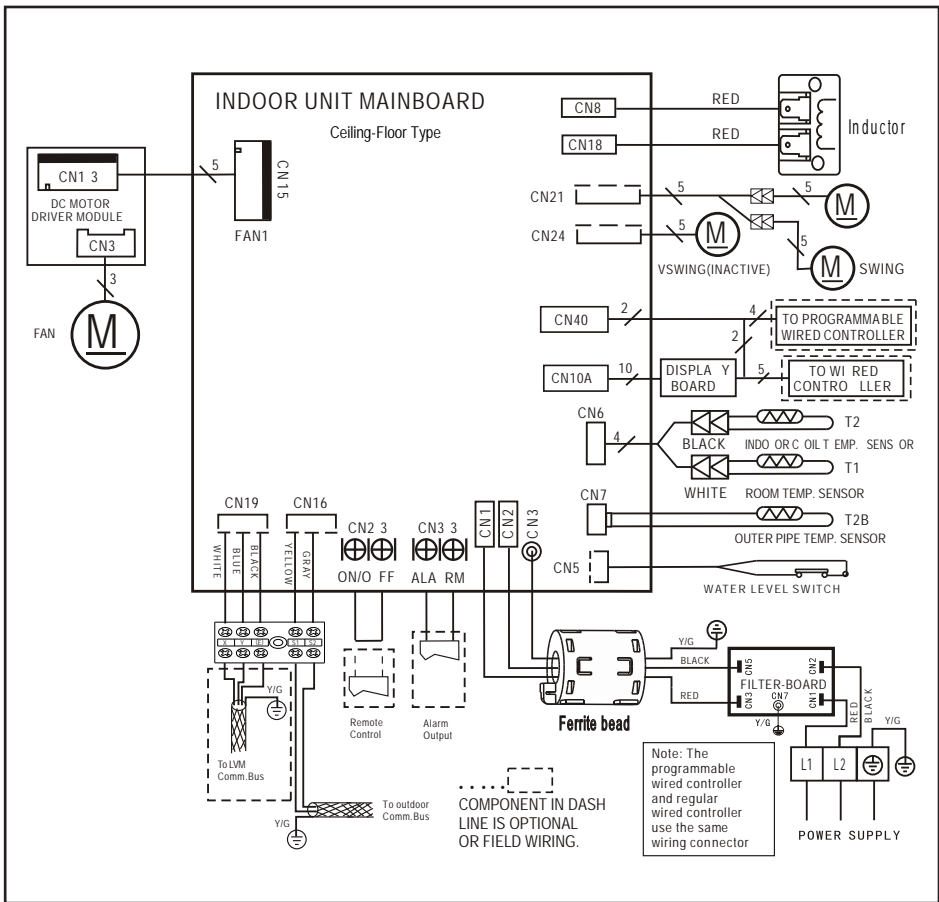 INDOOR UNIT MAINBOARD
Ceiling-Floor Type
CN8
RED
CN18
RED
Inductor
CN1 3
DC MOTOR
DRIVER MODULE
CN3
3
FAN
M
5
CN15
FAN1
CN21
5
5
M
CN24
5
M
VSWING(INACTIVE)
5
M
SWING
CN40
2
4
TO PROGRAMMABLE
WIRED CONTROLLER
2
CN10A
10
DISPLA Y
BOARD
5
TO WI RED
CONTRO LLER
CN6
4
BLACK
T2
INDO OR C OIL T EMP. SENS OR
WHITE
T1
ROOM TEMP. SENSOR
CN7
T2B
OUTER PIPE TEMP. SENSOR
CN5
WATER LEVEL SWITCH
CN19
CN16
WHITE
BLUE
BLACK
YELLOW
GRAY
CN2 3
ON/O FF
CN3 3
ALA RM
CN1
CN2
CN3
X
Y
(E)
S1
S2
Y/G
To LVM
Comm.Bus
Y/G
To outdoor
Comm.Bus
Remote
Control
Alarm
Output
Ferrite bead
Y/G
BLACK
RED
CN5
CN2
FILTER-BOARD
CN3
CN7
CN1
Y/G
RED
BLACK
Y/G
L1
L2
POWER SUPPLY
COMPONENT IN DASH
LINE IS OPTIONAL
OR FIELD WIRING.
Note: The
programmable
wired controller
and regular
wired controller
use the same
wiring connector